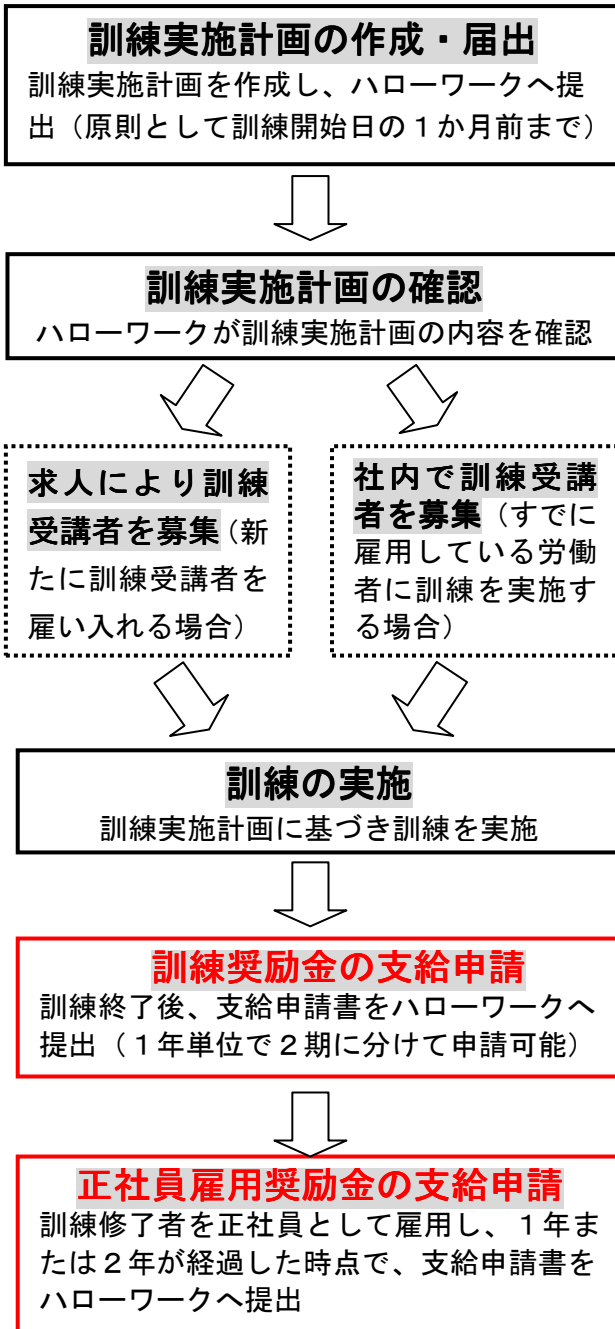 訓練実施計画の作成・届出
訓練実施計画を作成し、ハローワークへ提
出（原則として訓練開始日の１か月前まで）
訓練実施計画の確認
ハローワークが訓練実施計画の内容を確認
求人により訓練
受講者を募集（新
たに訓練受講者を
雇い入れる場合）
社内で訓練受講
者を募集（すでに
雇用している労働
者に訓練を実施す
る場合）
訓練の実施
訓練実施計画に基づき訓練を実施
訓練奨励金の支給申請
訓練終了後、支給申請書をハローワークへ
提出（１年単位で２期に分けて申請可能）
正社員雇用奨励金の支給申請
訓練修了者を正社員として雇用し、１年ま
たは２年が経過した時点で、支給申請書を
ハローワークへ提出